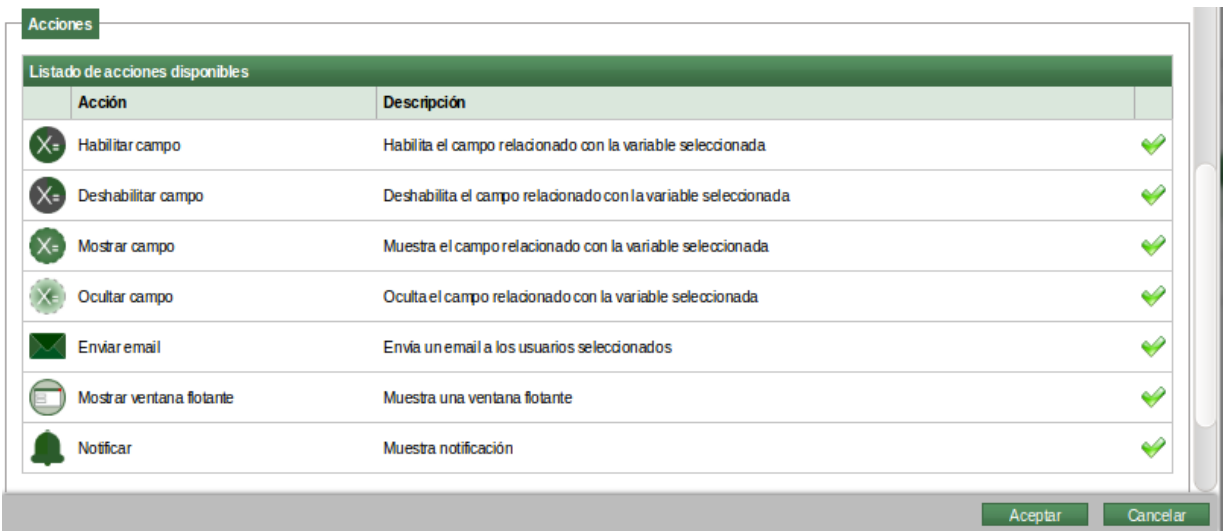 Acciones
Listado de acciones disponibles
Acción Descripción
X= Habilitar campo Habilita el campo relacionado con la variable seleccionada
X= Deshabilitar campo Deshabilita el campo relacionado con la variable seleccionada
X= Mostrar campo Muestra el campo relacionado con la variable seleccionada
X= Ocultar campo Oculta el campo relacionado con la variable seleccionada
Enviar email Envía un email a los usuarios seleccionados
Mostrar ventana flotante Muestra una ventana flotante
Notificar Muestra notificación
Aceptar Cancelar